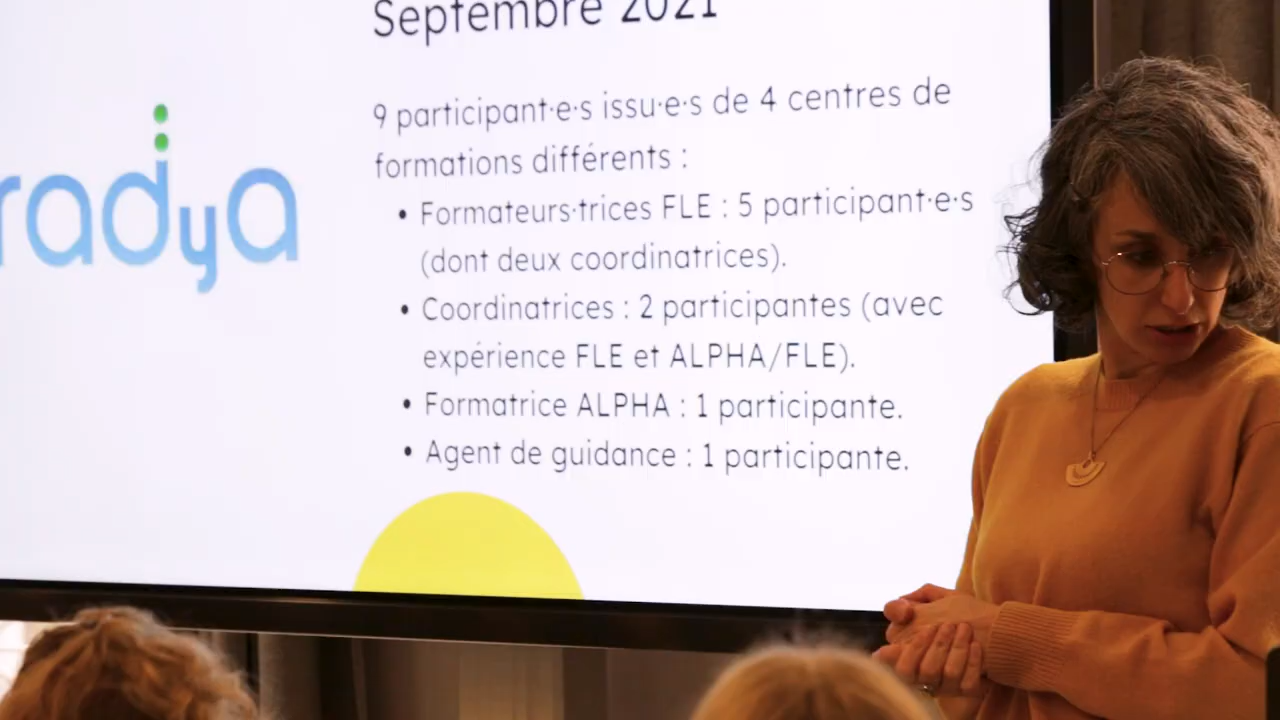 radya
Septembre 2021
9 participant·e·s issu·e·s de 4 centres de
formations différents :
• Formateurs·trices FLE : 5 participant·e·s
(dont deux coordinatrices).
• Coordinatrices : 2 participantes (avec
expérience FLE et ALPHA/FLE).
• Formatrice ALPHA : 1 participante.
• Agent de guidance : 1 participante.